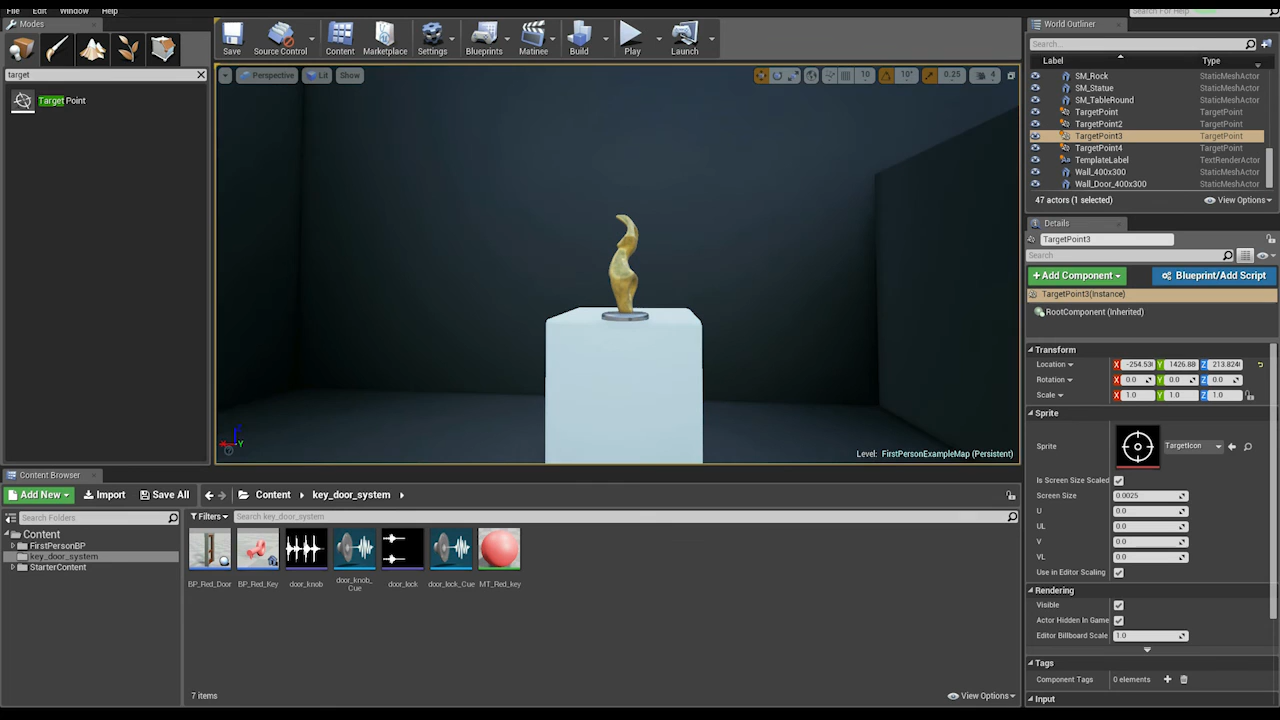 File Edit Window Help
Search For Help
Modes
World Outliner
Save Source Control Content Marketplace Settings Blueprints Matinee Build Play Launch
Search...
Label Type
target
Perspective Lit Show 10 10° 0.25 4
SM_Rock StaticMeshActor
SM_Statue StaticMeshActor
Target Point
SM_TableRound StaticMeshActor
TargetPoint TargetPoint
TargetPoint2 TargetPoint
TargetPoint3 TargetPoint
TargetPoint4 TargetPoint
TemplateLabel TextRenderActor
Wall_400x300 StaticMeshActor
Wall_Door_400x300 StaticMeshActor
47 actors (1 selected) View Options
Details
TargetPoint3
Search
+Add Component Blueprint/Add Script
TargetPoint3(Instance)
RootComponent (Inherited)
Transform
Location X -254.53 Y 1426.88 Z 213.824
Rotation X 0.0 Y 0.0 Z 0.0
Scale X 1.0 Y 1.0 Z 1.0
Sprite
Sprite TargetIcon
X Y Z
Level: FirstPersonExampleMap (Persistent)
Is Screen Size Scaled
Screen Size 0.0025
U 0.0
UL 0.0
V 0.0
VL 0.0
Use in Editor Scaling
Rendering
Visible
Actor Hidden In Game
Editor Billboard Scale 1.0
Tags
Component Tags 0 elements
Input
Content Browser
Add New Import Save All Content key_door_system
Search Folders Filters Search key_door_system
Content
FirstPersonBP
key_door_system
StarterContent
BP_Red_Door BP_Red_Key door_knob door_knob_Cue door_lock door_lock_Cue MT_Red_key
7 items View Options